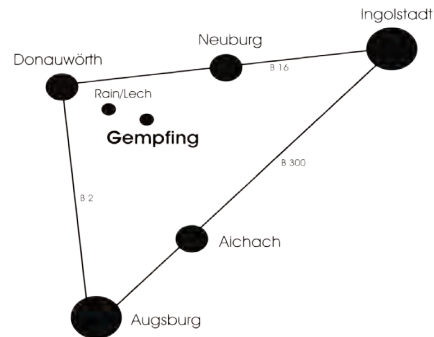 Ingolstadt
Neuburg
Donauwörth
B 16
Rain/Lech
Gempfing
B 300
B 2
Aichach
Augsburg